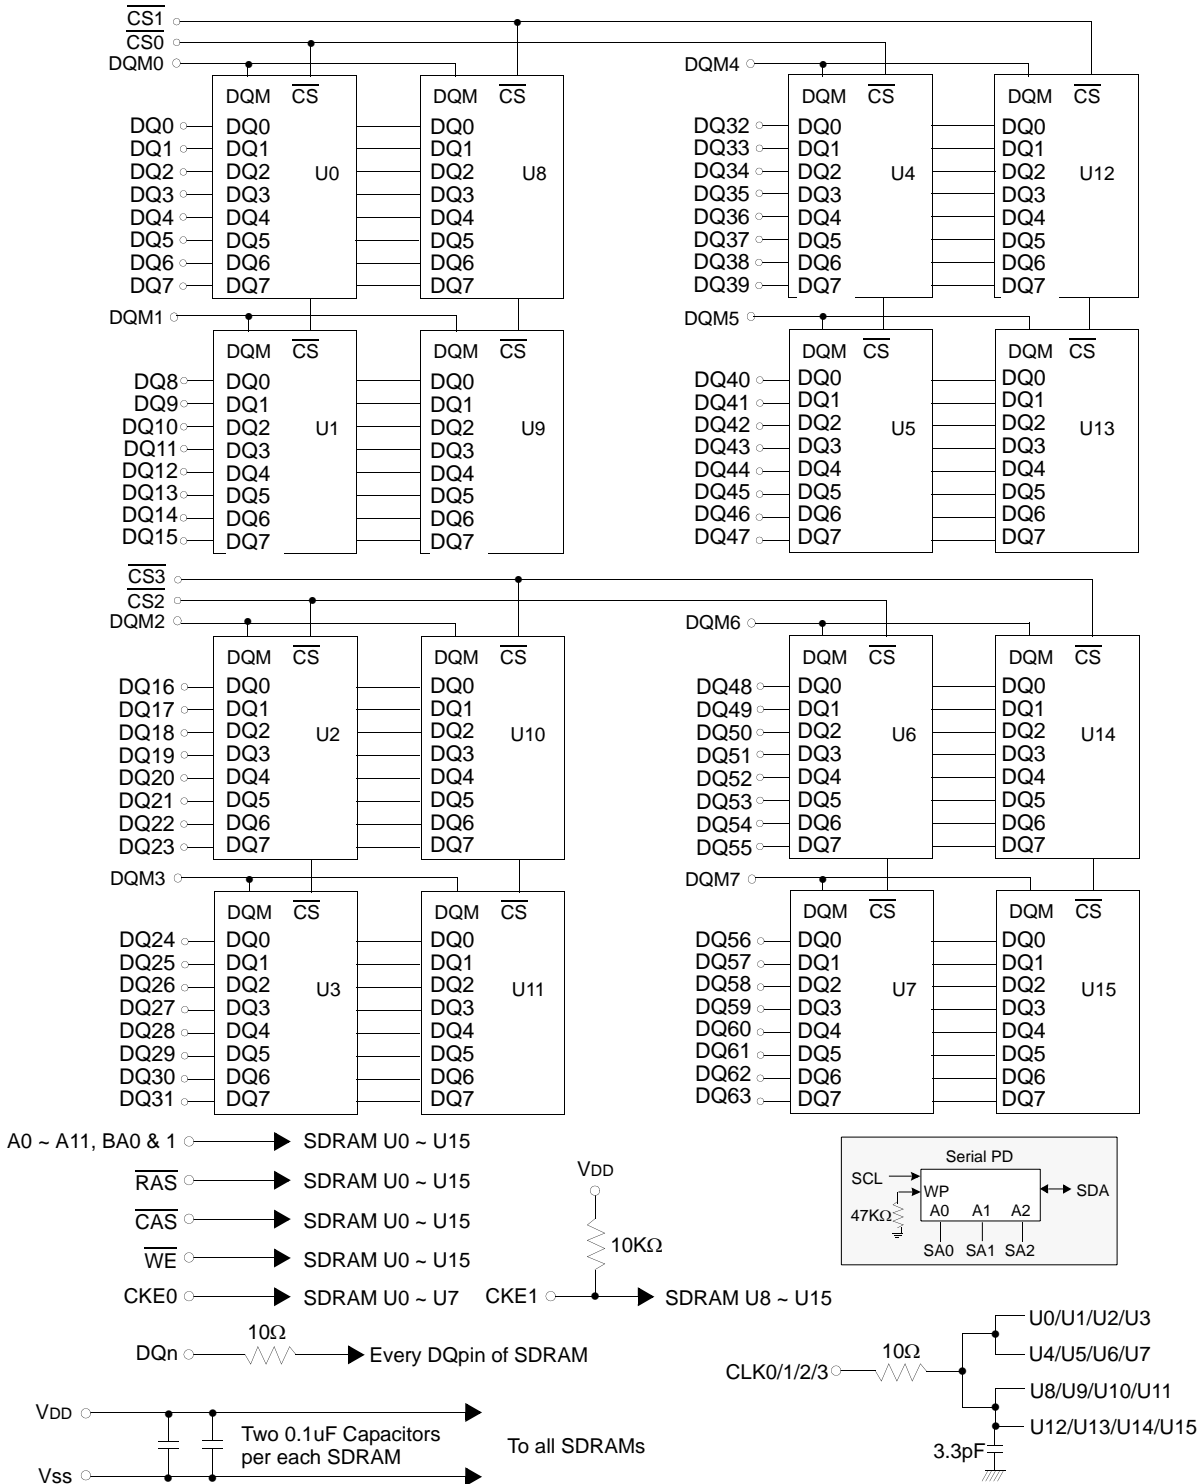 CS1
CS0
DQM0 DQM4
DQM CS DQM CS DQM CS DQM CS
DQ0 DQ0 DQ0 DQ32 DQ0 DQ0
DQ1 DQ1 DQ1 DQ33 DQ1 DQ1
DQ2 DQ2 U0 DQ2 U8 DQ34 DQ2 U4 DQ2 U12
DQ3 DQ3 DQ3 DQ35 DQ3 DQ3
DQ4 DQ4 DQ4 DQ36 DQ4 DQ4
DQ5 DQ5 DQ5 DQ37 DQ5 DQ5
DQ6 DQ6 DQ6 DQ38 DQ6 DQ6
DQ7 DQ7 DQ7 DQ39 DQ7 DQ7
DQM1 DQM5
DQM CS DQM CS DQM CS DQM CS
DQ8 DQ0 DQ0 DQ40 DQ0 DQ0
DQ9 DQ1 DQ1 DQ41 DQ1 DQ1
DQ10 DQ2 U1 DQ2 U9 DQ42 DQ2 U5 DQ2 U13
DQ11 DQ3 DQ3 DQ43 DQ3 DQ3
DQ12 DQ4 DQ4 DQ44 DQ4 DQ4
DQ13 DQ5 DQ5 DQ45 DQ5 DQ5
DQ14 DQ6 DQ6 DQ46 DQ6 DQ6
DQ15 DQ7 DQ7 DQ47 DQ7 DQ7
CS3
CS2
DQM2 DQM6
DQM CS DQM CS DQM CS DQM CS
DQ16 DQ0 DQ0 DQ48 DQ0 DQ0
DQ17 DQ1 DQ1 DQ49 DQ1 DQ1
DQ18 DQ2 U2 DQ2 U10 DQ50 DQ2 U6 DQ2 U14
DQ19 DQ3 DQ3 DQ51 DQ3 DQ3
DQ20 DQ4 DQ4 DQ52 DQ4 DQ4
DQ21 DQ5 DQ5 DQ53 DQ5 DQ5
DQ22 DQ6 DQ6 DQ54 DQ6 DQ6
DQ23 DQ7 DQ7 DQ55 DQ7 DQ7
DQM3 DQM7
DQM CS DQM CS DQM CS DQM CS
DQ24 DQ0 DQ0 DQ56 DQ0 DQ0
DQ25 DQ1 DQ1 DQ57 DQ1 DQ1
DQ26 DQ2 U3 DQ2 U11 DQ58 DQ2 U7 DQ2 U15
DQ27 DQ3 DQ3 DQ59 DQ3 DQ3
DQ28 DQ4 DQ4 DQ60 DQ4 DQ4
DQ29 DQ5 DQ5 DQ61 DQ5 DQ5
DQ30 DQ6 DQ6 DQ62 DQ6 DQ6
DQ31 DQ7 DQ7 DQ63 DQ7 DQ7
A0 ~ A11, BA0 & 1 SDRAM U0 ~ U15
RAS SDRAM U0 ~ U15
CAS SDRAM U0 ~ U15
WE SDRAM U0 ~ U15
CKE0 SDRAM U0 ~ U7
VDD
10KΩ
CKE1 SDRAM U8 ~ U15
Serial PD
SCL
WP SDA
47KΩ A0 A1 A2
SA0 SA1 SA2
10Ω
DQn Every DQpin of SDRAM
U0/U1/U2/U3
10Ω U4/U5/U6/U7
CLK0/1/2/3
U8/U9/U10/U11
U12/U13/U14/U15
3.3pF
VDD
Two 0.1uF Capacitors
per each SDRAM
To all SDRAMs
Vss